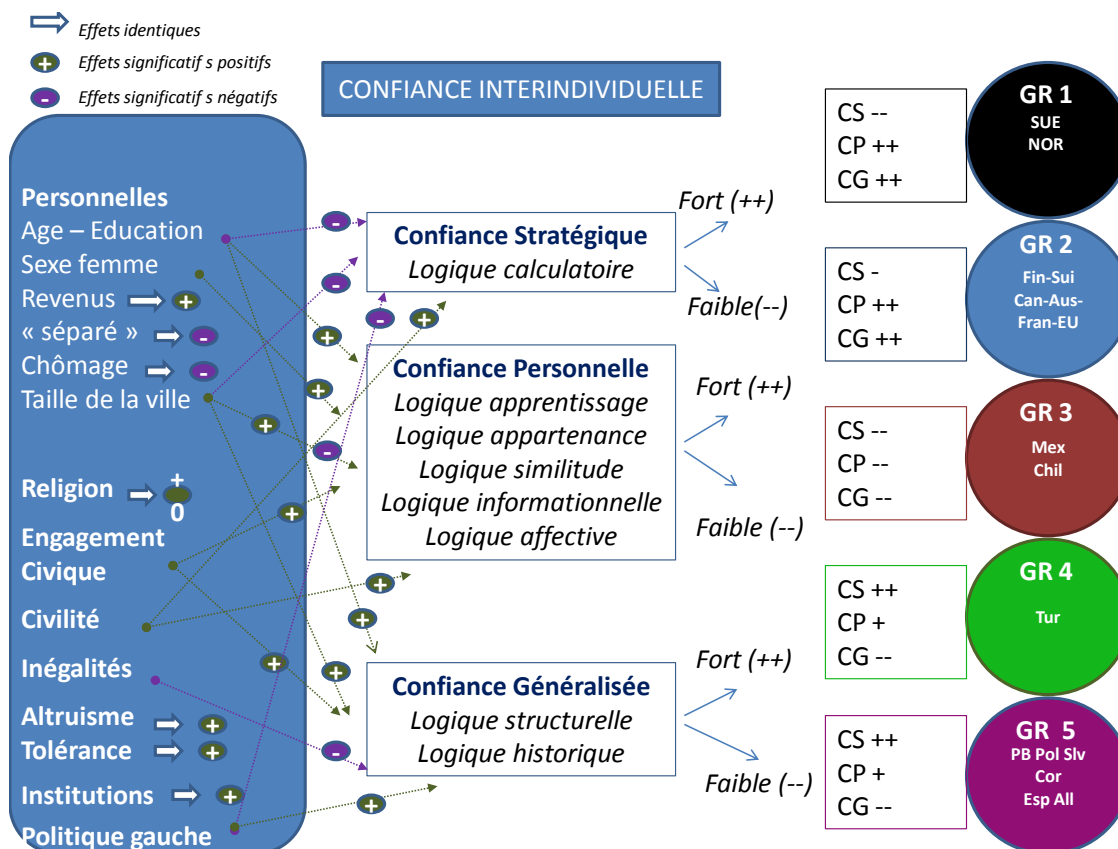 Effets identiques
+ Effets significatif s positifs
- Effets significatif s négatifs
CONFIANCE INTERINDIVIDUELLE
Personnelles
Age – Education
Sexe femme
Revenus +
« séparé » -
Chômage -
Taille de la ville
Religion +
0
Engagement
Civique
Civilité
Inégalités
Altruisme +
Tolérance +
Institutions +
Politique gauche
-
-
-
+
+
+
+
-
+
+
+
+
+
-
+
Confiance Stratégique
Logique calculatoire
Fort (++)
Faible(--)
Confiance Personnelle
Logique apprentissage
Logique appartenance
Logique similitude
Logique informationnelle
Logique affective
Fort (++)
Faible (--)
Confiance Généralisée
Logique structurelle
Logique historique
Fort (++)
Faible (--)
CS --
CP ++
CG ++
GR 1
SUE
NOR
CS -
CP ++
CG ++
GR 2
Fin-Sui
Can-Aus-
Fran-EU
CS --
CP --
CG --
GR 3
Mex
Chil
CS ++
CP +
CG --
GR 4
Tur
CS ++
CP +
CG --
GR 5
PB Pol Slv
Cor
Esp All